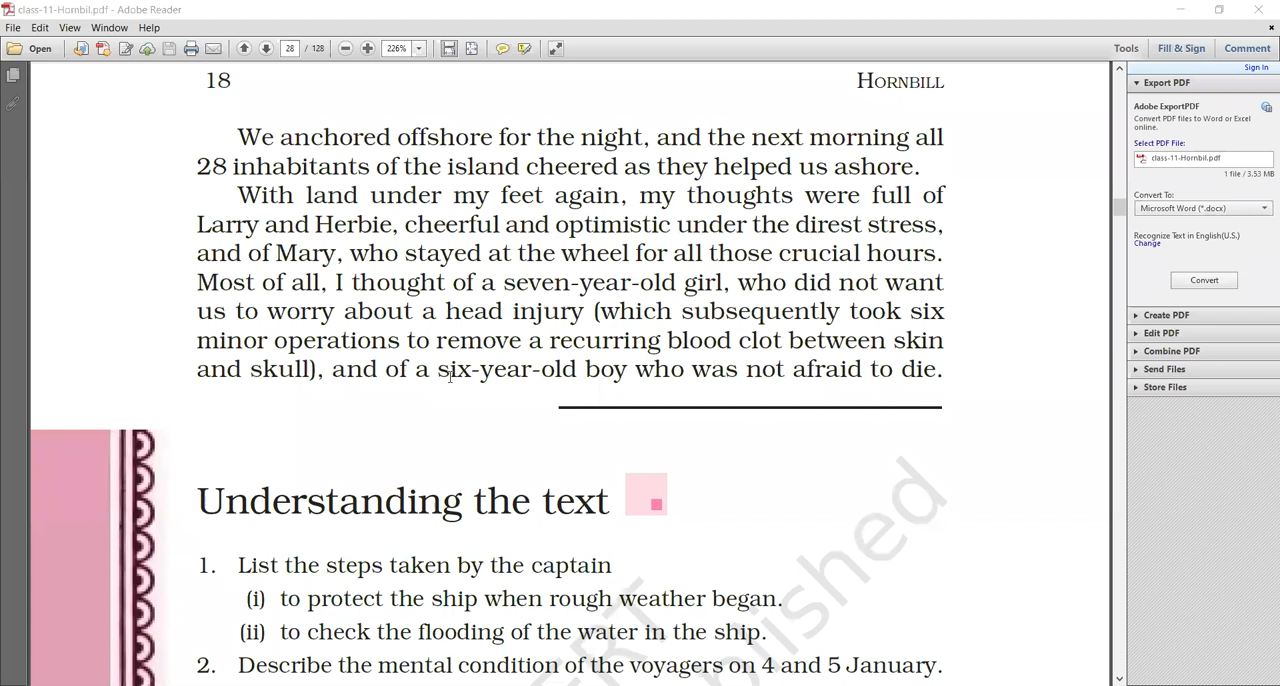 class-11-Hornbil.pdf - Adobe Reader
File Edit View Window Help
Open 28 / 128 226% Tools Fill & Sign Comment
Sign In
18 HORNBILL
We anchored offshore for the night, and the next morning all
28 inhabitants of the island cheered as they helped us ashore.
With land under my feet again, my thoughts were full of
Larry and Herbie, cheerful and optimistic under the direst stress,
and of Mary, who stayed at the wheel for all those crucial hours.
Most of all, I thought of a seven-year-old girl, who did not want
us to worry about a head injury (which subsequently took six
minor operations to remove a recurring blood clot between skin
and skull), and of a six-year-old boy who was not afraid to die.
Understanding the text
1. List the steps taken by the captain
(i) to protect the ship when rough weather began.
(ii) to check the flooding of the water in the ship.
2. Describe the mental condition of the voyagers on 4 and 5 January.
Export PDF
Adobe ExportPDF
Convert PDF files to Word or Excel
online.
Select PDF File:
class-11-Hornbil.pdf
1 file / 3.53 MB
Convert To:
Microsoft Word (*.docx)
Recognize Text in English(U.S.)
Change
Convert
Create PDF
Edit PDF
Combine PDF
Send Files
Store Files